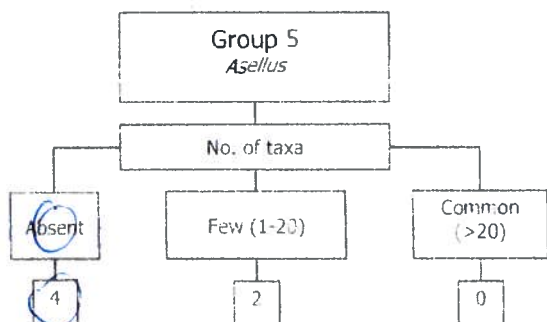 Group 5
Asellus
No. of taxa
Absent
Few (1-20)
Common
(>20)
4
2
0